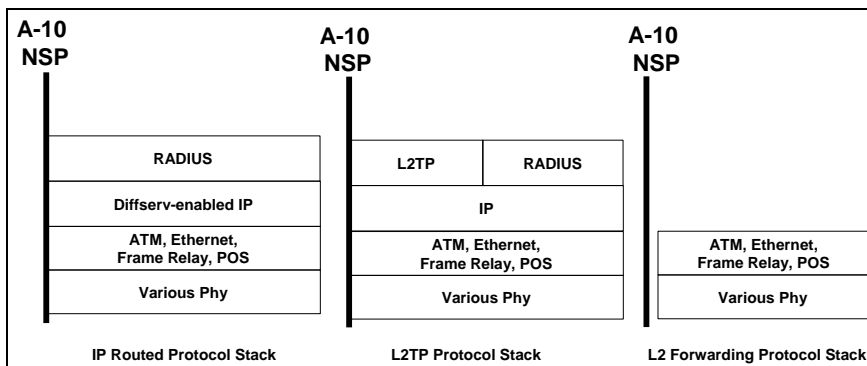 A-10
NSP
RADIUS
Diffserv-enabled IP
ATM, Ethernet,
Frame Relay, POS
Various Phy
IP Routed Protocol Stack
A-10
NSP
L2TP
RADIUS
IP
ATM, Ethernet,
Frame Relay, POS
Various Phy
L2TP Protocol Stack
A-10
NSP
ATM, Ethernet,
Frame Relay, POS
Various Phy
L2 Forwarding Protocol Stack